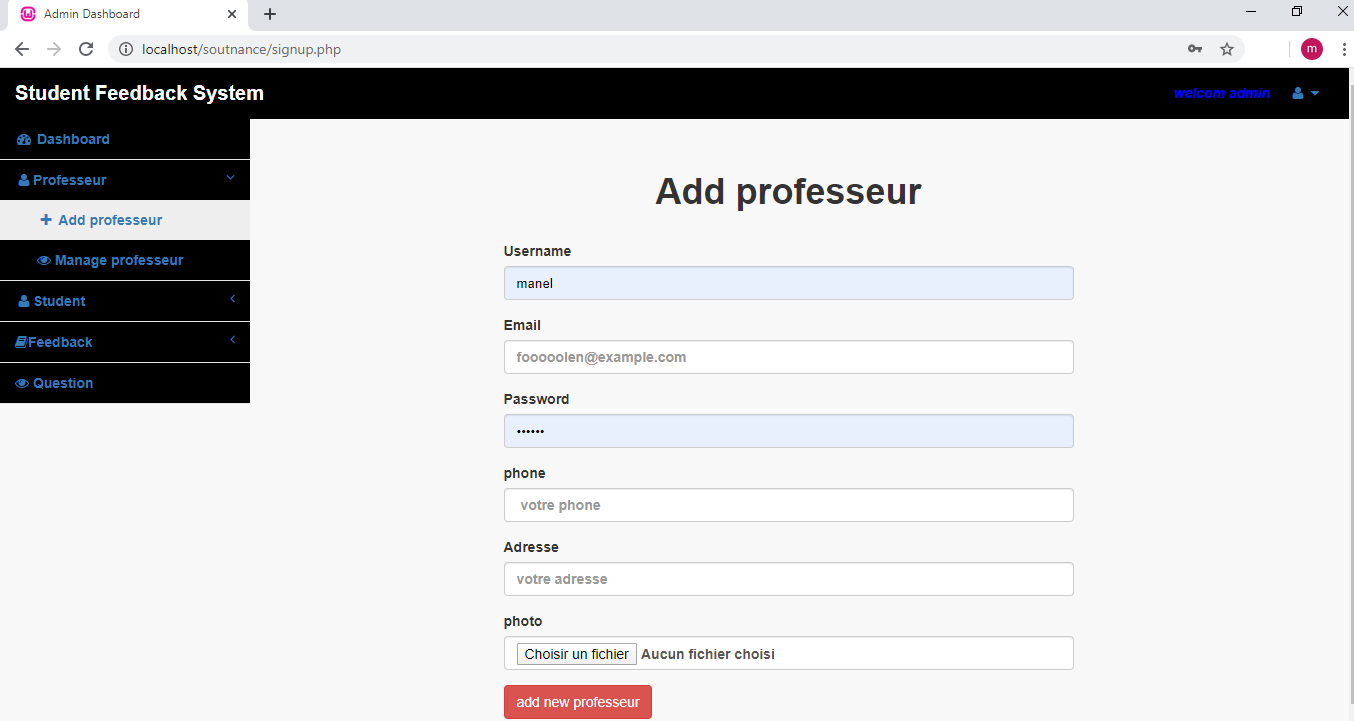 Admin Dashboard
localhost/soutnance/signup.php
m
Student Feedback System
welcom admin
Dashboard
Professeur
Add professeur
Manage professeur
Student
Feedback
Question
Add professeur
Username
manel
Email
fooooolen@example.com
Password
••••••
phone
votre phone
Adresse
votre adresse
photo
Choisir un fichier Aucun fichier choisi
add new professeur